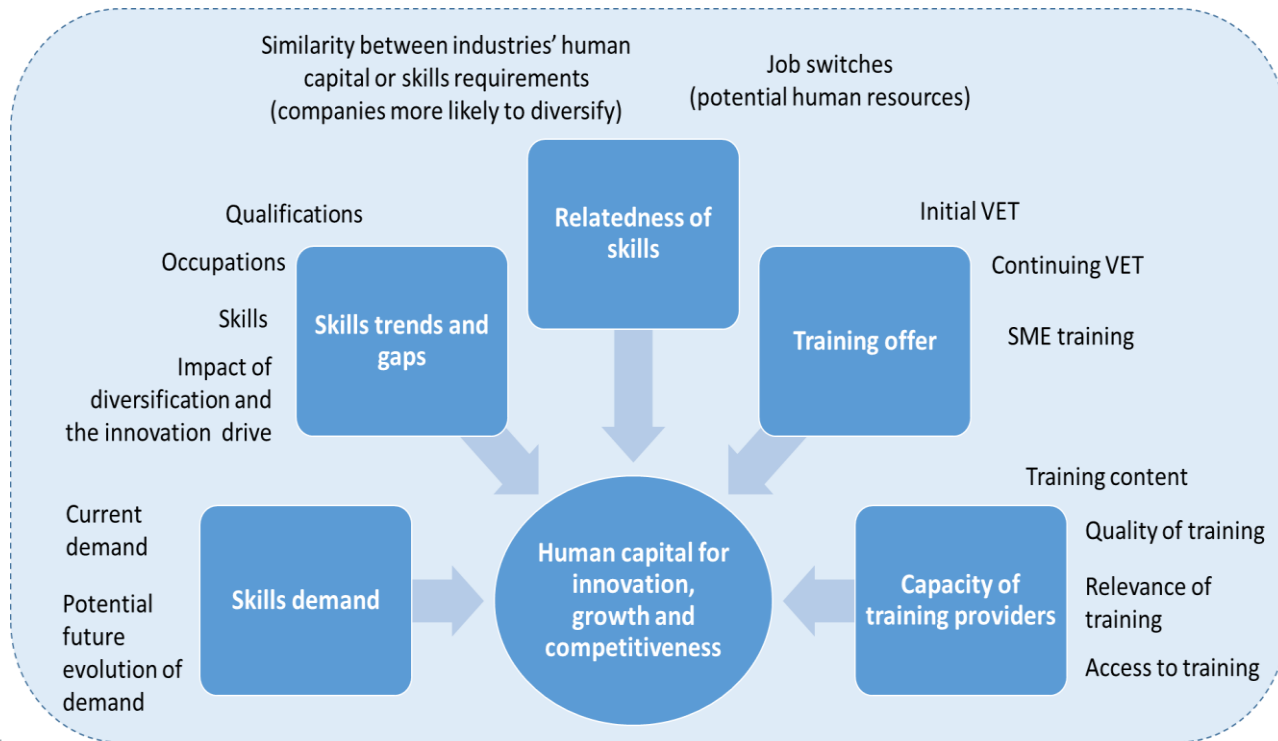 Similarity between industries’ human
capital or skills requirements
(companies more likely to diversify)
Job switches
(potential human resources)
Relatedness of
skills
Qualifications
Occupations
Skills
Impact of
diversification and
the innovation drive
Skills trends and
gaps
Initial VET
Continuing VET
SME training
Training offer
Current
demand
Potential
future
evolution of
demand
Skills demand
Human capital for
innovation,
growth and
competitiveness
Capacity of
training providers
Training content
Quality of training
Relevance of
training
Access to training